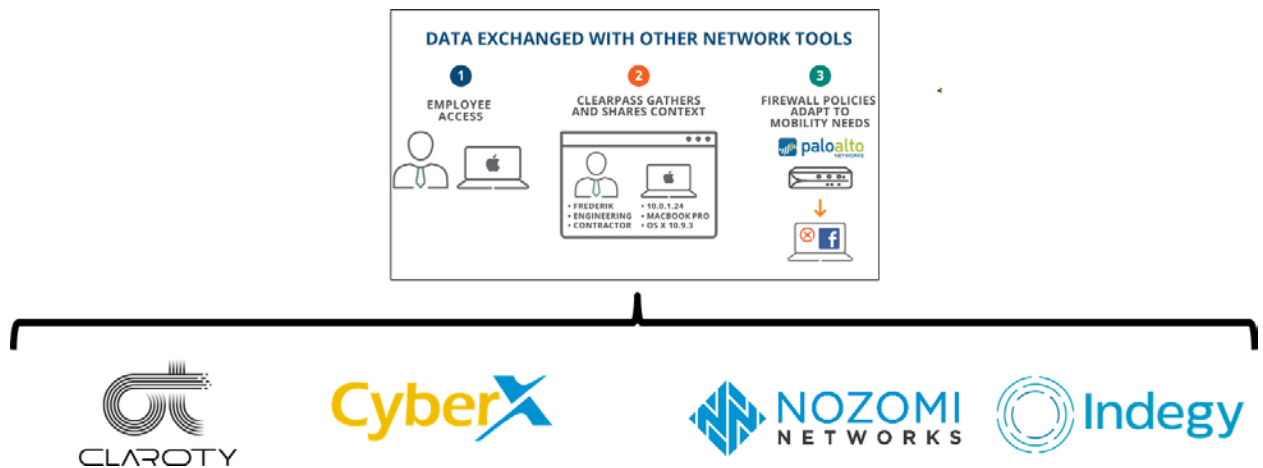 DATA EXCHANGED WITH OTHER NETWORK TOOLS
1
EMPLOYEE
ACCESS
2
CLEARPASS GATHERS
AND SHARES CONTEXT
• FREDERIK
• ENGINEERING
• CONTRACTOR
• 10.0.1.24
• MACBOOK PRO
• OS X 10.9.3
3
FIREWALL POLICIES
ADAPT TO
MOBILITY NEEDS
paloalto
NETWORKS
f
CLAROTY
CyberX
NOZOMI
NETWORKS
Indegy